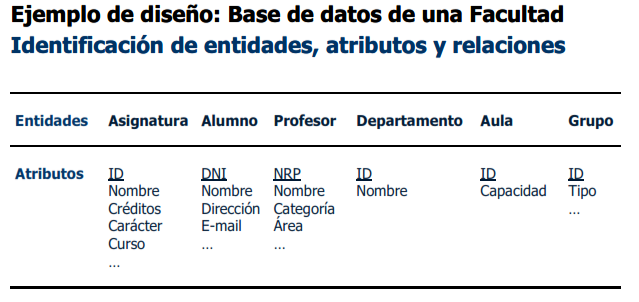 Ejemplo de diseño: Base de datos de una Facultad
Identificación de entidades, atributos y relaciones
Entidades Asignatura Alumno Profesor Departamento Aula Grupo
Atributos ID DNI NRP ID ID ID
Nombre Nombre Nombre Nombre Capacidad Tipo
Créditos Dirección Categoría …
Carácter E-mail Área
Curso … …
…